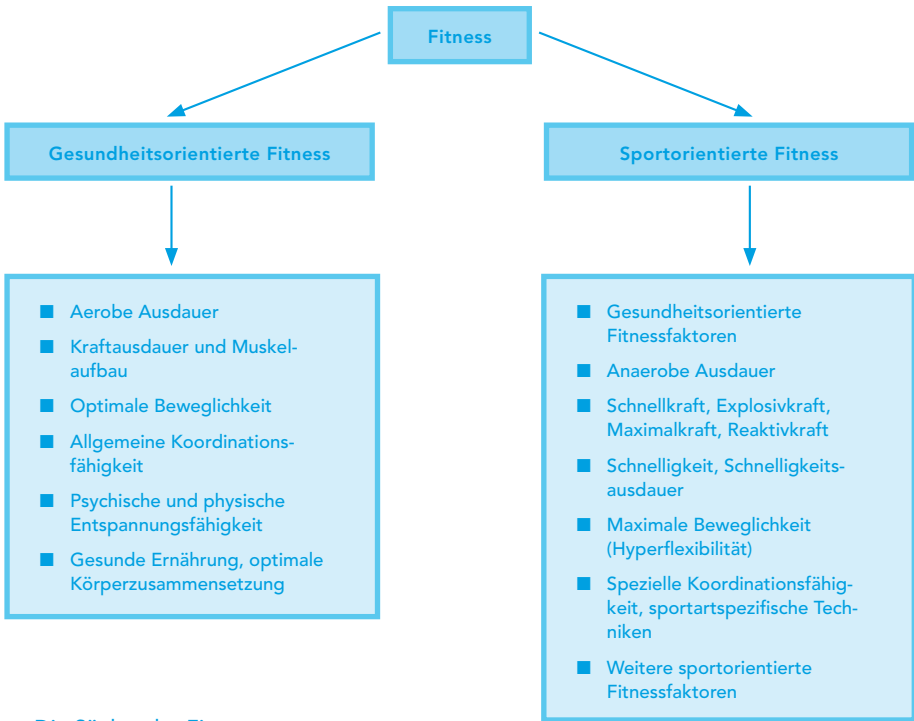 Fitness
Gesundheitsorientierte Fitness
Sportorientierte Fitness
■ Aerobe Ausdauer
■ Kraftausdauer und Muskel-
aufbau
■ Optimale Beweglichkeit
■ Allgemeine Koordinations-
fähigkeit
■ Psychische und physische
Entspannungsfähigkeit
■ Gesunde Ernährung, optimale
Körperzusammensetzung
■ Gesundheitsorientierte
Fitnessfaktoren
■ Anaerobe Ausdauer
■ Schnellkraft, Explosivkraft,
Maximalkraft, Reaktivkraft
■ Schnelligkeit, Schnelligkeits-
ausdauer
■ Maximale Beweglichkeit
(Hyperflexibilität)
■ Spezielle Koordinationsfähig-
keit, sportartspezifische Tech-
niken
■ Weitere sportorientierte
Fitnessfaktoren